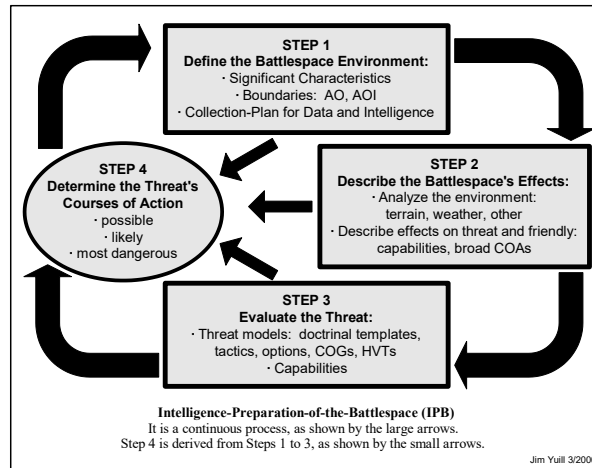 STEP 1
Define the Battlespace Environment:
· Significant Characteristics
· Boundaries: AO, AOI
· Collection-Plan for Data and Intelligence
STEP 4
Determine the Threat's
Courses of Action
· possible
· likely
· most dangerous
STEP 2
Describe the Battlespace's Effects:
· Analyze the environment:
terrain, weather, other
· Describe effects on threat and friendly:
capabilities, broad COAs
STEP 3
Evaluate the Threat:
· Threat models: doctrinal templates,
tactics, options, COGs, HVTs
· Capabilities
Intelligence-Preparation-of-the-Battlespace (IPB)
It is a continuous process, as shown by the large arrows.
Step 4 is derived from Steps 1 to 3, as shown by the small arrows.
Jim Yuill